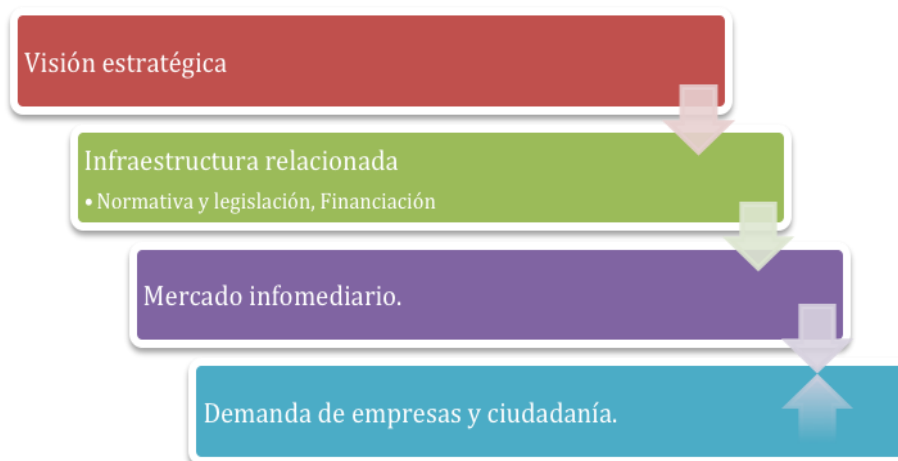 Visión estratégica
Infraestructura relacionada
• Normativa y legislación, Financiación
Mercado infomediario.
Demanda de empresas y ciudadanía.